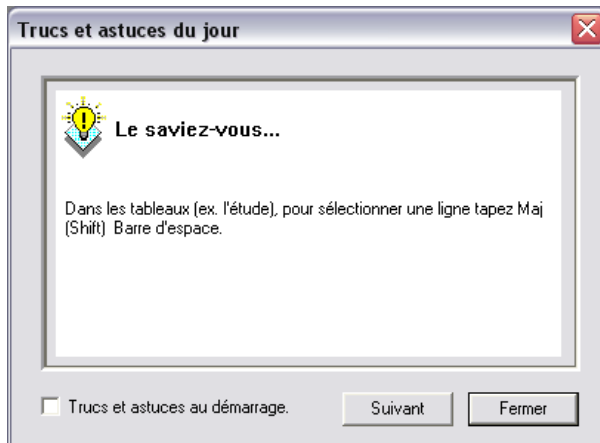 Trucs et astuces du jour
Le saviez-vous...
Dans les tableaux (ex. l'étude), pour sélectionner une ligne tapez Maj
(Shift) Barre d'espace.
Trucs et astuces au démarrage.
Suivant
Fermer